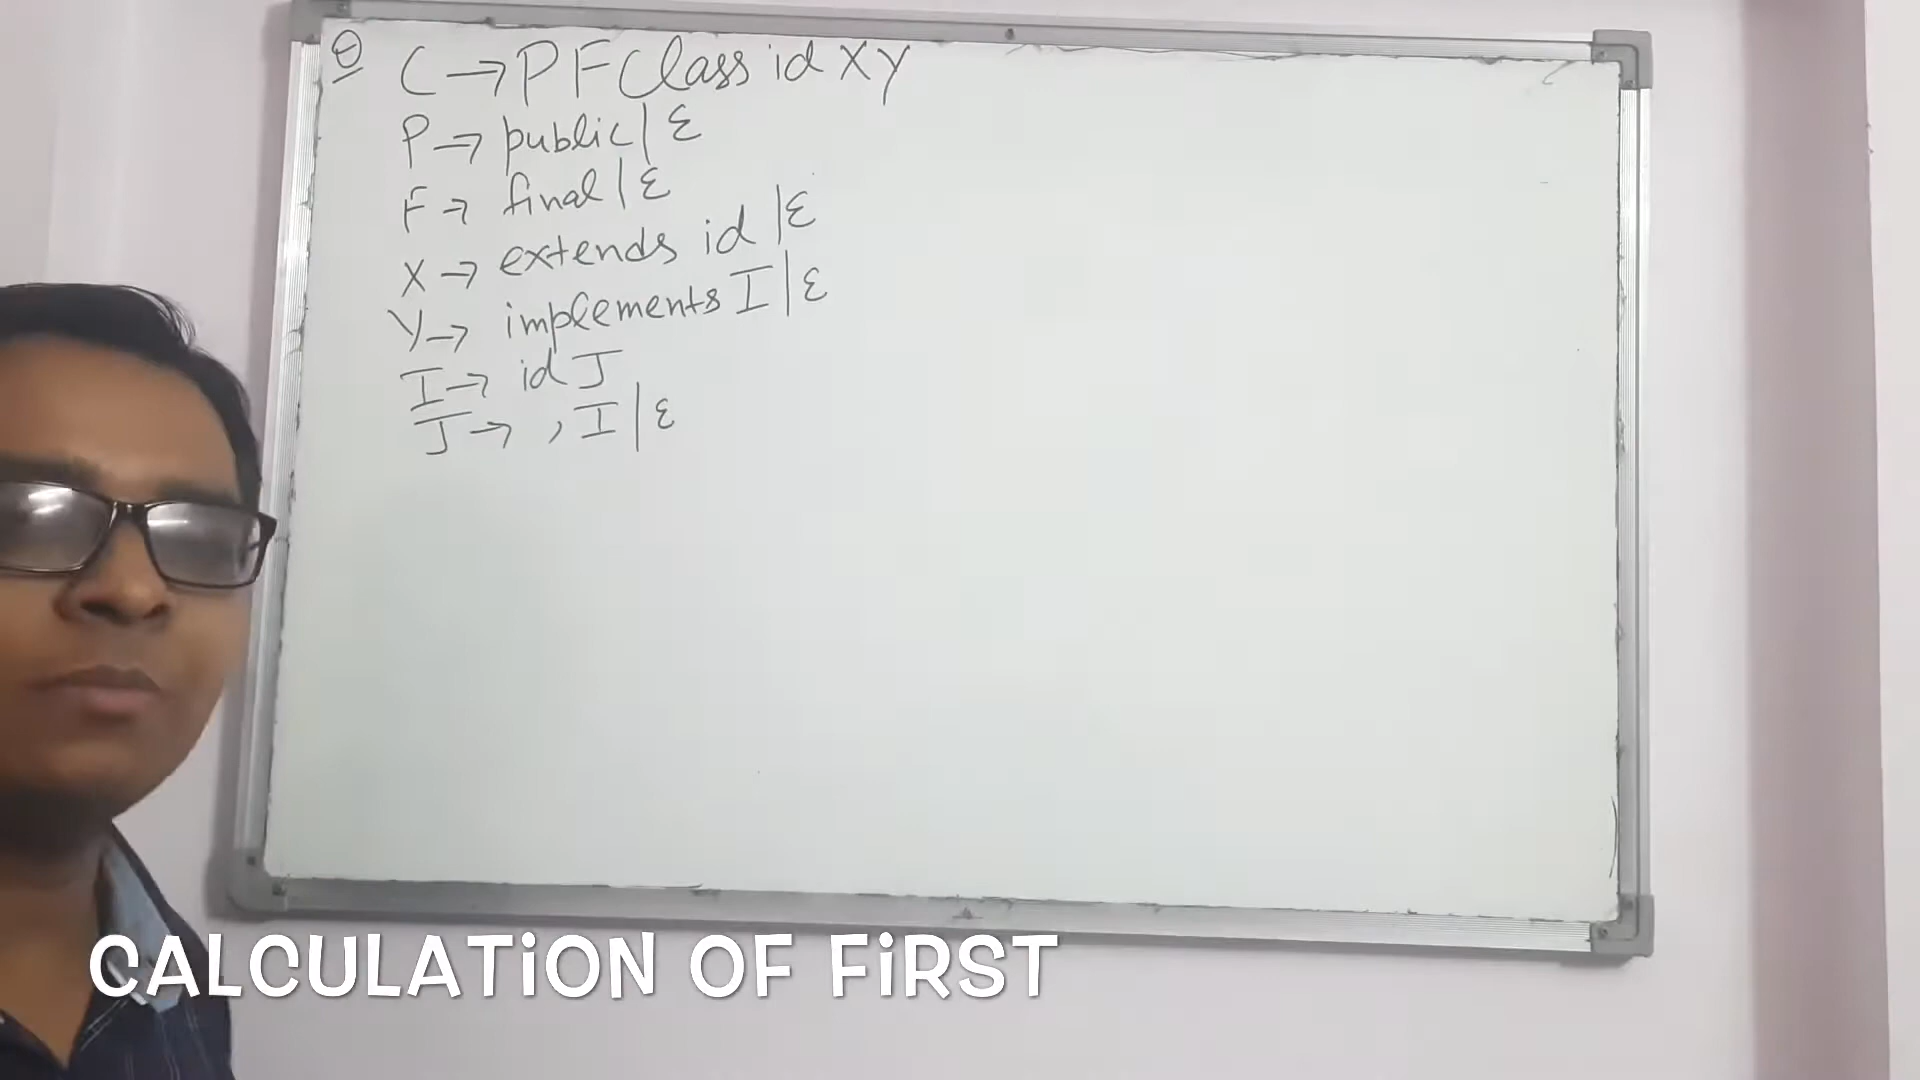 Q C → P F Class id X Y
P → public | ε
F → final | ε
X → extends id | ε
Y → implements I | ε
I → id J
J → , I | ε
CALCULATION OF FIRST